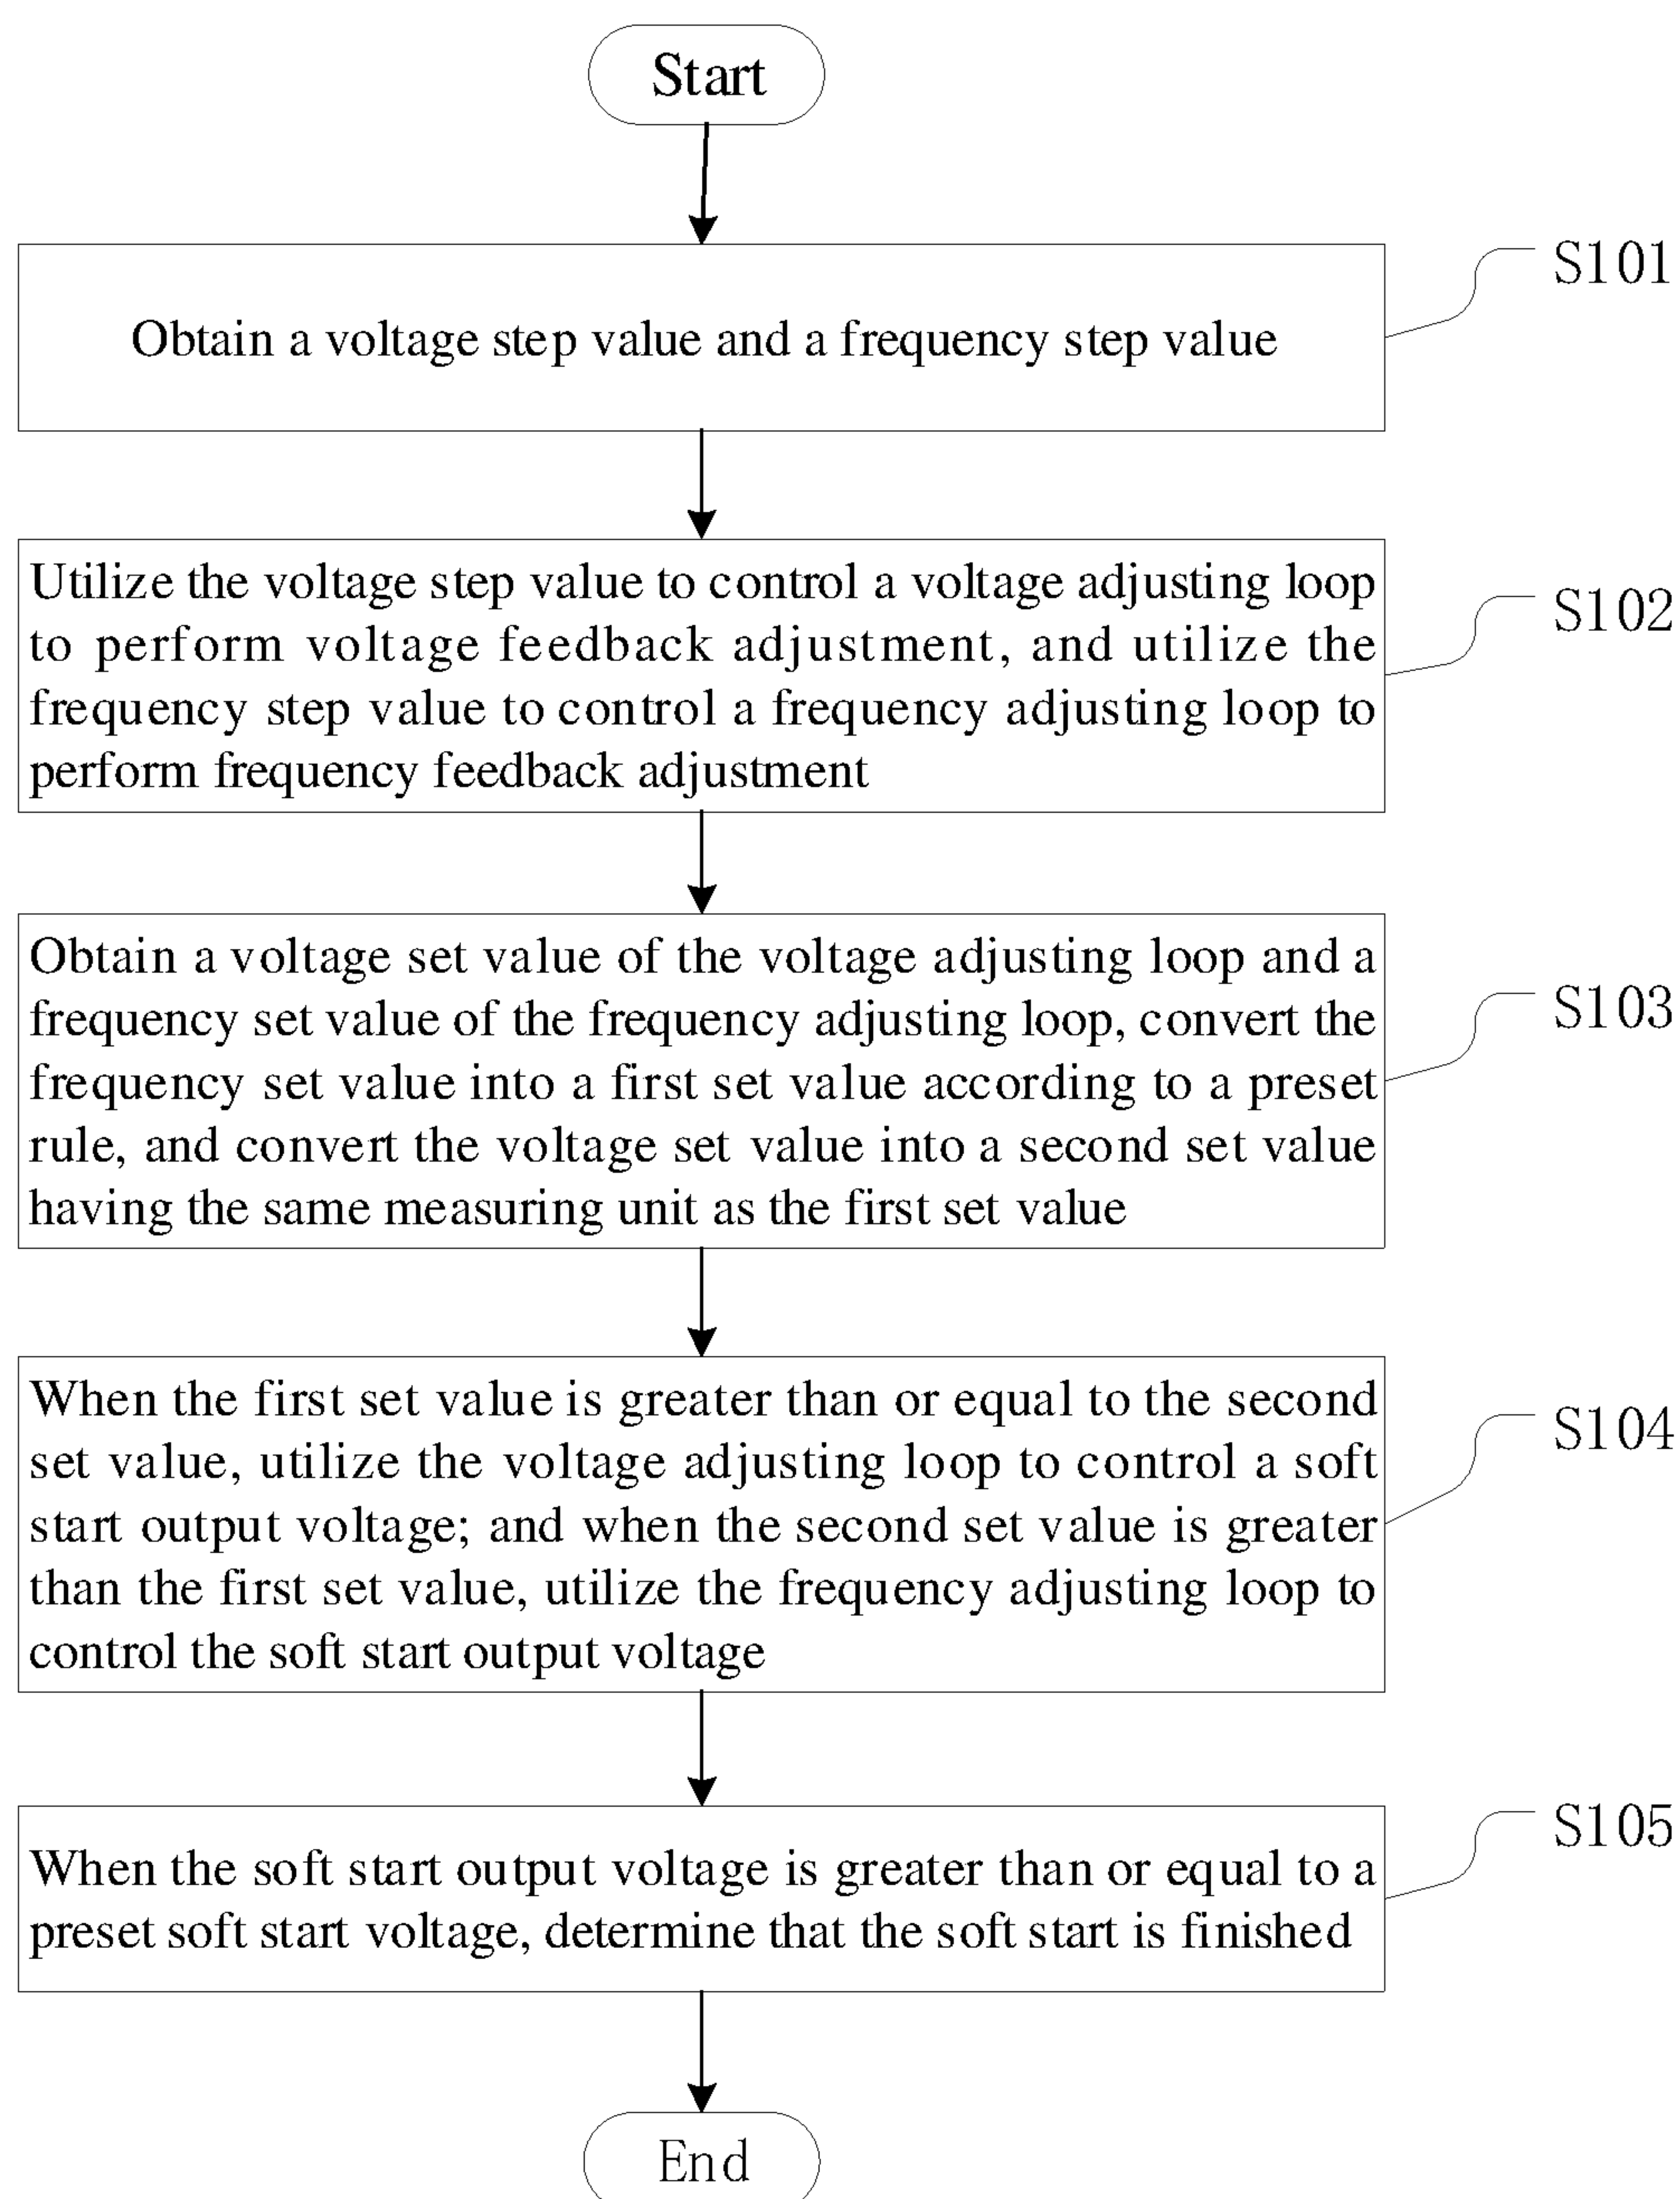 Start
Obtain a voltage step value and a frequency step value
S101
Utilize the voltage step value to control a voltage adjusting loop
to perform voltage feedback adjustment, and utilize the
frequency step value to control a frequency adjusting loop to
perform frequency feedback adjustment
S102
Obtain a voltage set value of the voltage adjusting loop and a
frequency set value of the frequency adjusting loop, convert the
frequency set value into a first set value according to a preset
rule, and convert the voltage set value into a second set value
having the same measuring unit as the first set value
S103
When the first set value is greater than or equal to the second
set value, utilize the voltage adjusting loop to control a soft
start output voltage; and when the second set value is greater
than the first set value, utilize the frequency adjusting loop to
control the soft start output voltage
S104
When the soft start output voltage is greater than or equal to a
preset soft start voltage, determine that the soft start is finished
S105
End